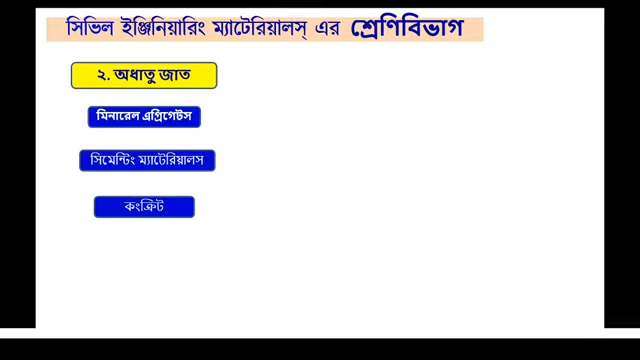 সিভিল ইঞ্জিনিয়ারিং ম্যাটেরিয়ালস্ এর শ্রেণিবিভাগ
২. অধাতু জাত
মিনারেল এগ্রিগেটস
সিমেন্টিং ম্যাটেরিয়ালস
কংক্রিট